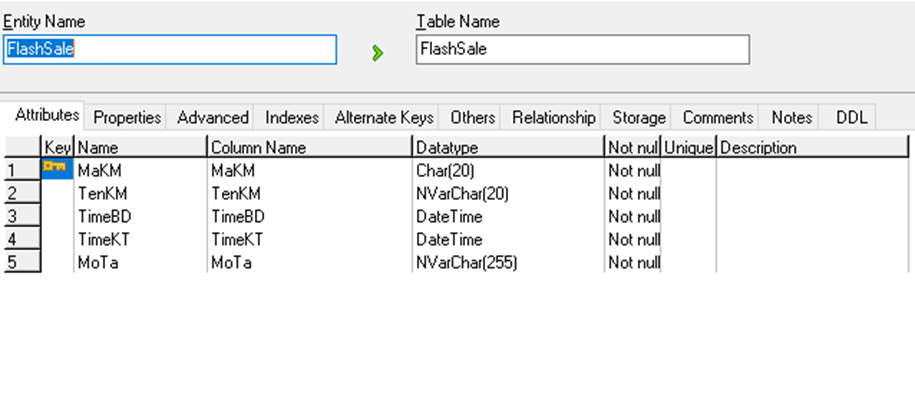 Entity Name Table Name
FlashSale FlashSale
Attributes Properties Advanced Indexes Alternate Keys Others Relationship Storage Comments Notes DDL
Key Name Column Name Datatype Not nul Unique Description
1 MaKM MaKM Char(20) Not null
2 TenKM TenKM NVarChar(20) Not null
3 TimeBD TimeBD DateTime Not null
4 TimeKT TimeKT DateTime Not null
5 MoTa MoTa NVarChar(255) Not null